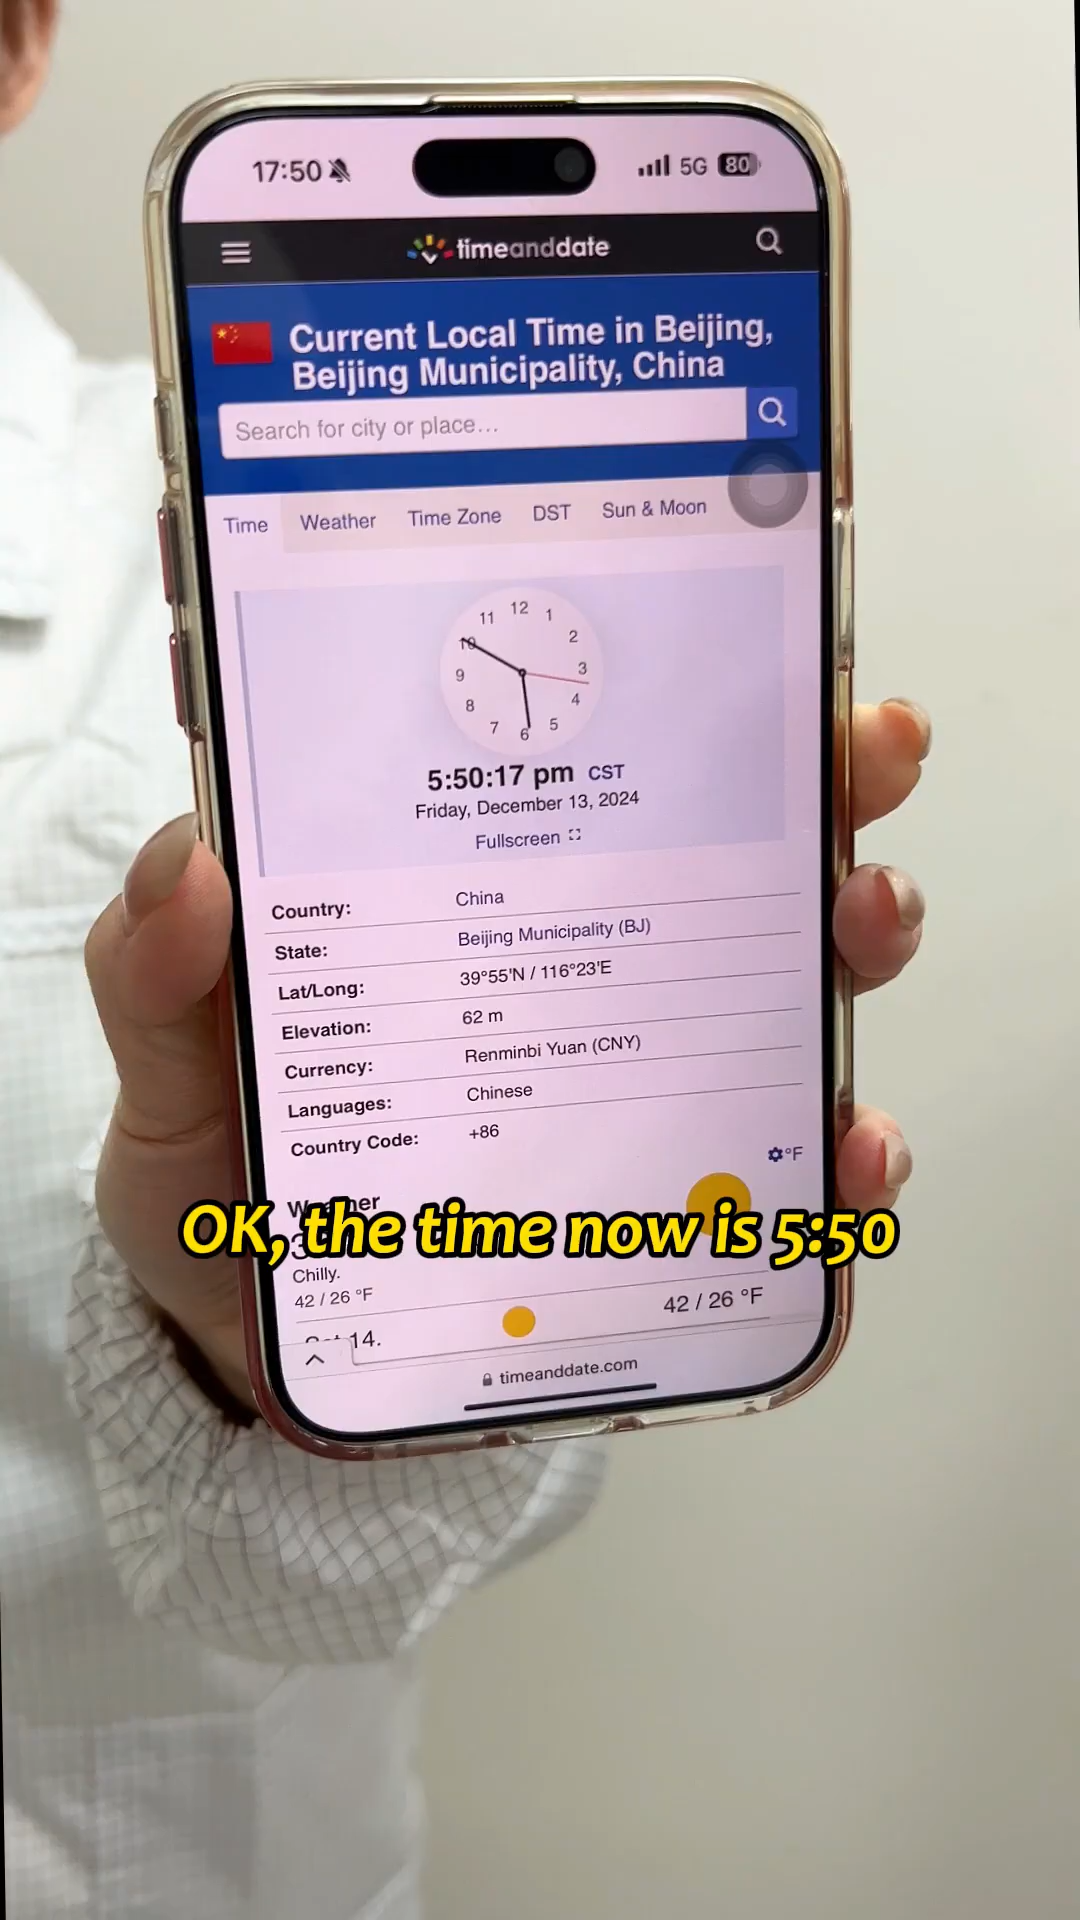 17:50
5G 80
timeanddate
Current Local Time in Beijing,
Beijing Municipality, China
Search for city or place...
Time Weather Time Zone DST Sun & Moon
12
11 1
10 2
9 3
8 4
7 5
6
5:50:17 pm CST
Friday, December 13, 2024
Fullscreen
Country: China
State: Beijing Municipality (BJ)
Lat/Long: 39°55'N / 116°23'E
Elevation: 62 m
Currency: Renminbi Yuan (CNY)
Languages: Chinese
Country Code: +86
°F
Weather
OK, the time now is 5:50
Chilly.
42 / 26 °F
42 / 26 °F
14.
timeanddate.com